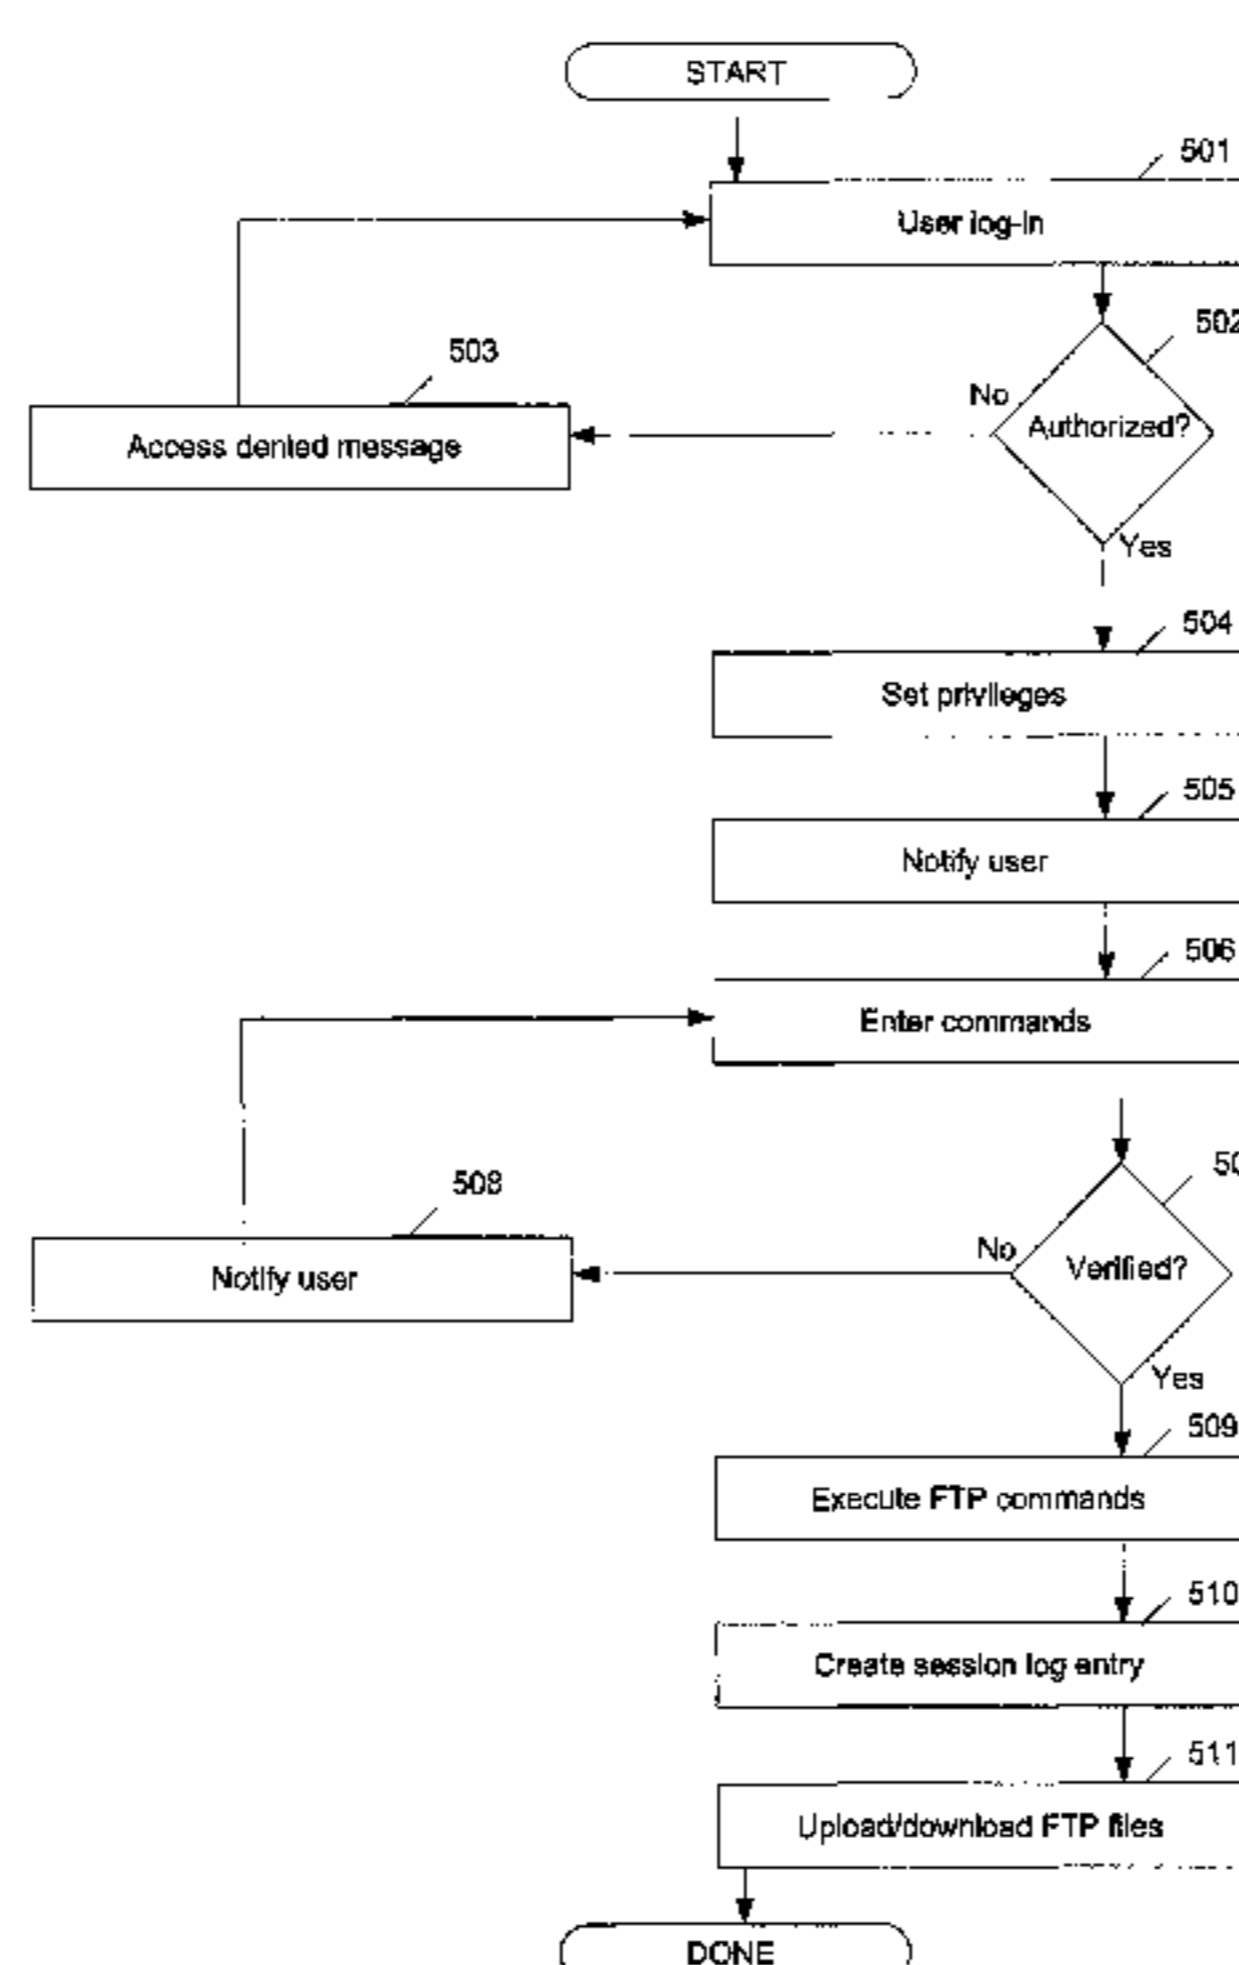 START
501
User log-in
502
503
No
Authorized?
Access denied message
Yes
504
Set privileges
505
Notify user
506
Enter commands
50
508
No
Verified?
Notify user
Yes
509
Execute FTP commands
510
Create session log entry
511
Upload/download FTP files
DONE